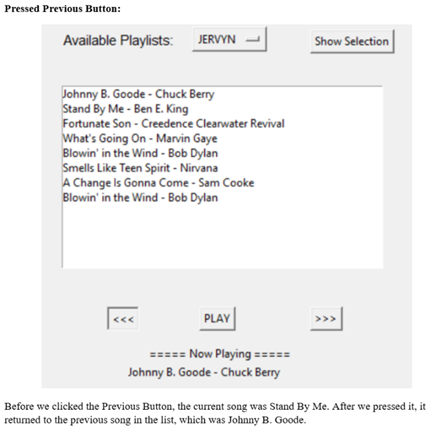 Pressed Previous Button:
Available Playlists: JERVYN Show Selection
Johnny B. Goode - Chuck Berry
Stand By Me - Ben E. King
Fortunate Son - Creedence Clearwater Revival
What's Going On - Marvin Gaye
Blowin' in the Wind - Bob Dylan
Smells Like Teen Spirit - Nirvana
A Change Is Gonna Come - Sam Cooke
Blowin' in the Wind - Bob Dylan
<<< PLAY >>>
===== Now Playing =====
Johnny B. Goode - Chuck Berry
Before we clicked the Previous Button, the current song was Stand By Me. After we pressed it, it
returned to the previous song in the list, which was Johnny B. Goode.